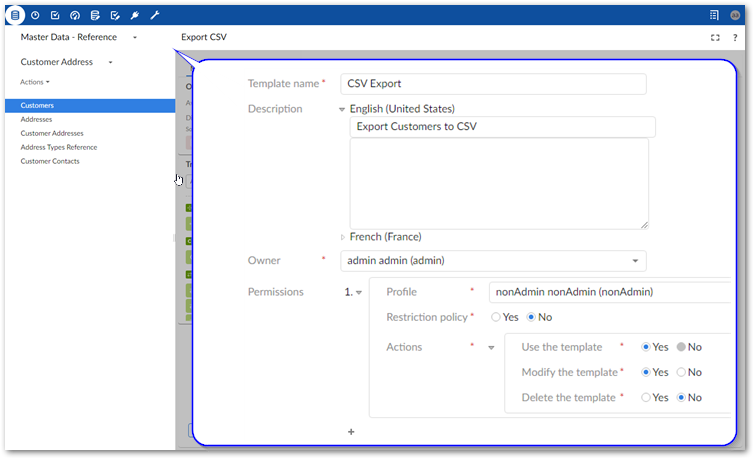 AA
Master Data - Reference
Export CSV
?
Customer Address
Actions
Customers
Addresses
Customer Addresses
Address Types Reference
Customer Contacts
Template name * CSV Export
Description English (United States)
Export Customers to CSV
French (France)
Owner * admin admin (admin)
Permissions 1. Profile * nonAdmin nonAdmin (nonAdmin)
Restriction policy * Yes No
Actions * Use the template * Yes No
Modify the template * Yes No
Delete the template * Yes No
+